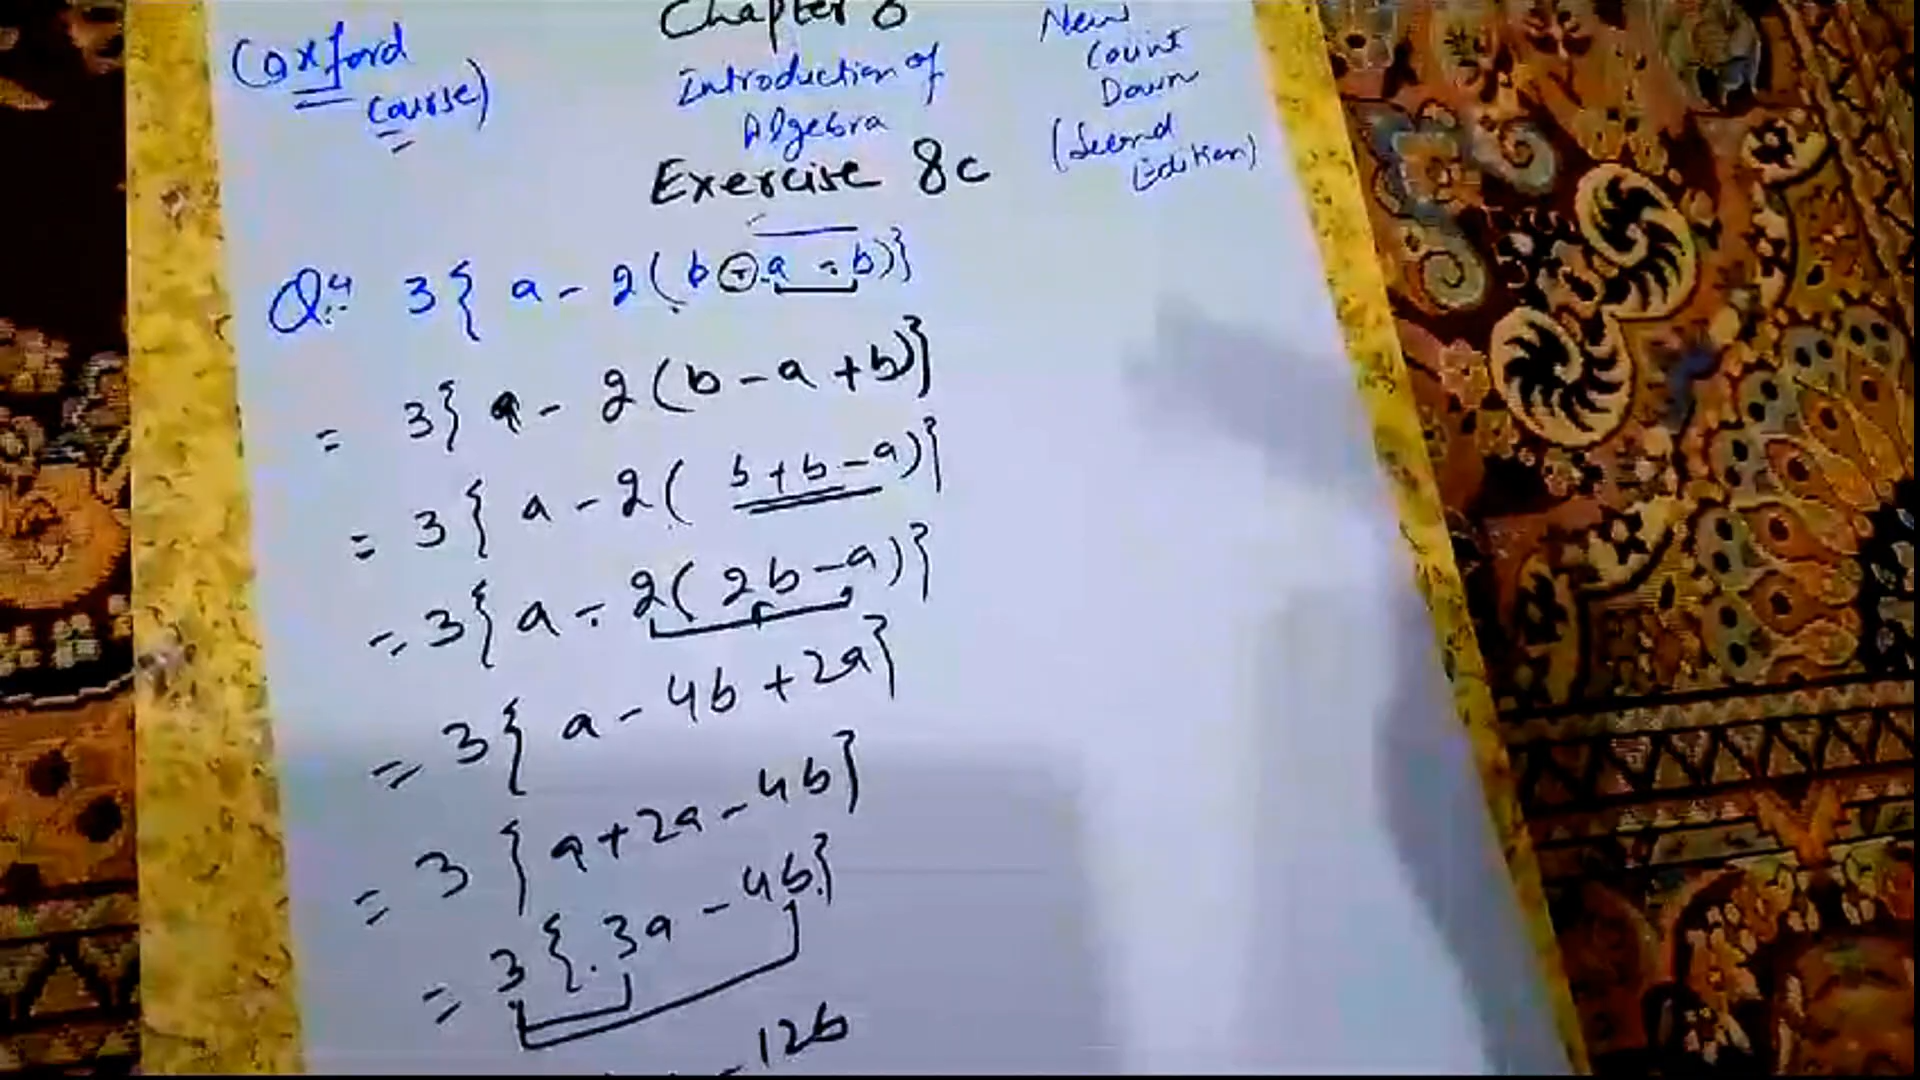 (Oxford
course)
Chapter 8
Introduction of
Algebra
Exercise 8c
New
Count
Down
(Second
Edition)
Q4: 3{ a - 2( b - a - b)}
= 3{ a - 2(b - a + b)}
= 3{ a - 2( b + b - a)}
= 3{ a - 2( 2b - a)}
= 3{ a - 4b + 2a}
= 3{ a + 2a - 4b}
= 3{ 3a - 4b}
- 12b